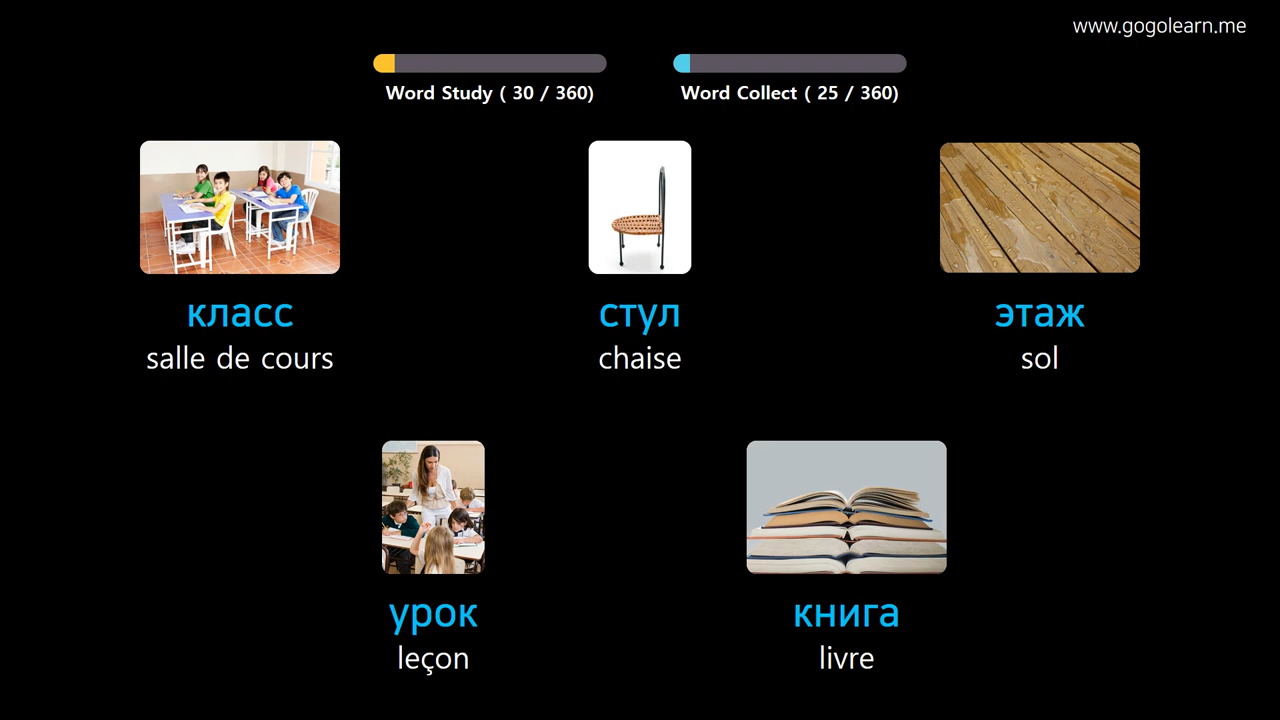 www.gogolearn.me
Word Study ( 30 / 360)
Word Collect ( 25 / 360)
класс
salle de cours
стул
chaise
этаж
sol
урок
leçon
книга
livre